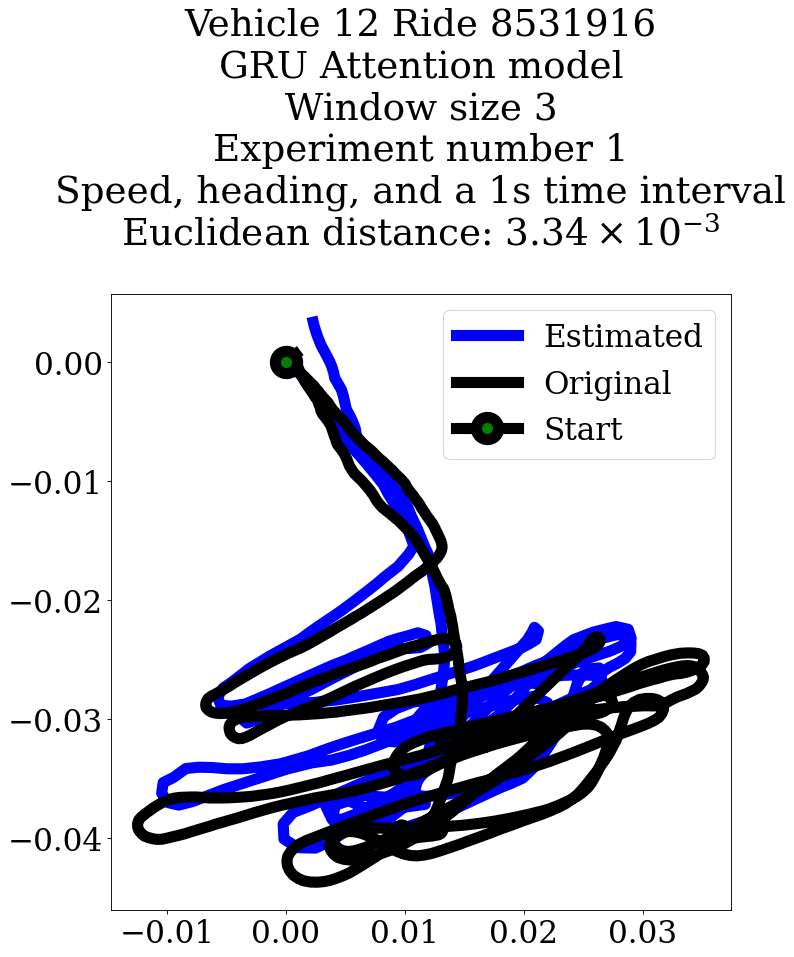 Vehicle 12 Ride 8531916
GRU Attention model
Window size 3
Experiment number 1
Speed, heading, and a 1s time interval
Euclidean distance: 3.34 × 10⁻³
Estimated
Original
Start
0.00
−0.01
−0.02
−0.03
−0.04
−0.01 0.00 0.01 0.02 0.03